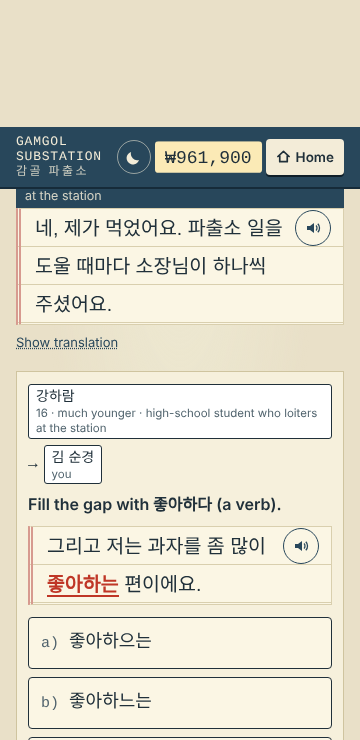 GAMGOL
SUBSTATION
감골 파출소
₩961,900
Home
at the station
네, 제가 먹었어요. 파출소 일을
도울 때마다 소장님이 하나씩
주셨어요.
Show translation
강하람
16 · much younger · high-school student who loiters
at the station
→ 김 순경
you
Fill the gap with 좋아하다 (a verb).
그리고 저는 과자를 좀 많이
좋아하는 편이에요.
a) 좋아하으는
b) 좋아하느는